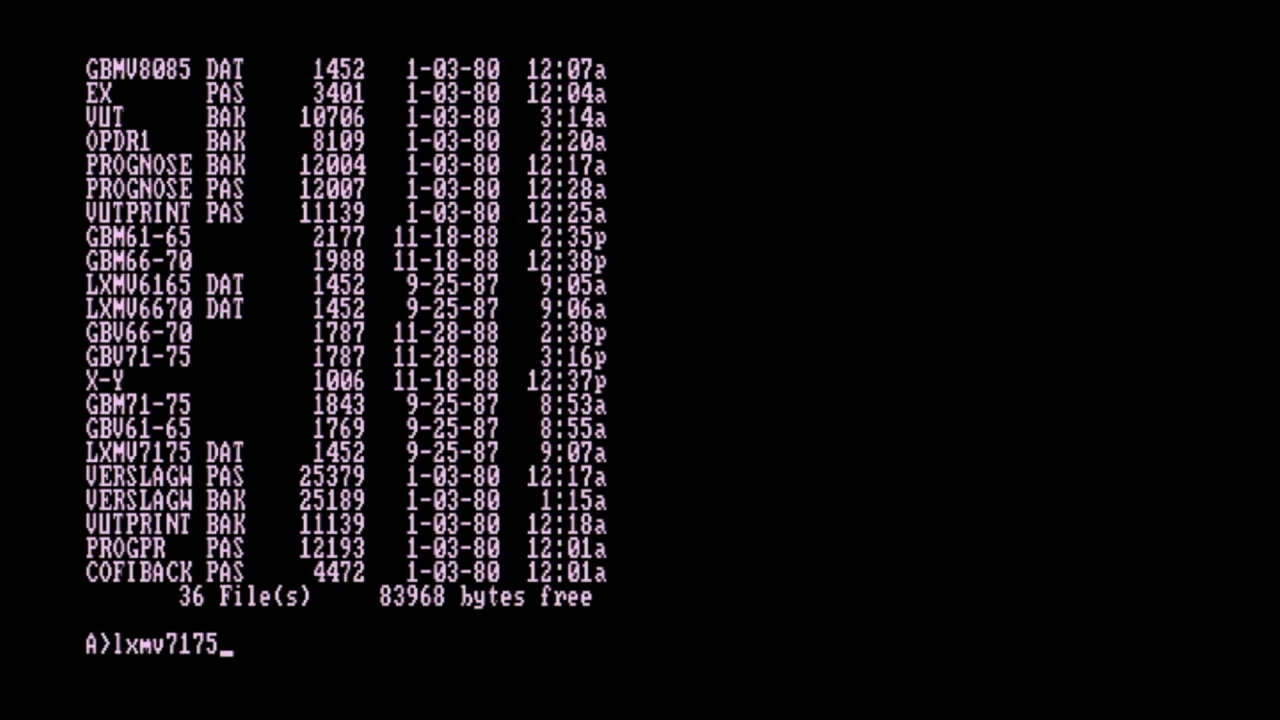 GBMV8085 DAT 1452 1-03-80 12:07a
EX PAS 3401 1-03-80 12:04a
VUT BAK 10706 1-03-80 3:14a
OPDR1 BAK 8109 1-03-80 2:20a
PROGNOSE BAK 12004 1-03-80 12:17a
PROGNOSE PAS 12007 1-03-80 12:28a
VUTPRINT PAS 11139 1-03-80 12:25a
GBM61-65 2177 11-18-88 2:35p
GBM66-70 1988 11-18-88 12:38p
LXMV6165 DAT 1452 9-25-87 9:05a
LXMV6670 DAT 1452 9-25-87 9:06a
GBV66-70 1787 11-28-88 2:38p
GBV71-75 1787 11-28-88 3:16p
X-Y 1006 11-18-88 12:37p
GBM71-75 1843 9-25-87 8:53a
GBV61-65 1769 9-25-87 8:55a
LXMV7175 DAT 1452 9-25-87 9:07a
VERSLAGW PAS 25379 1-03-80 12:17a
VERSLAGW BAK 25189 1-03-80 1:15a
VUTPRINT BAK 11139 1-03-80 12:18a
PROGPR PAS 12193 1-03-80 12:01a
COFIBACK PAS 4472 1-03-80 12:01a
36 File(s) 83968 bytes free
A>lxmv7175_